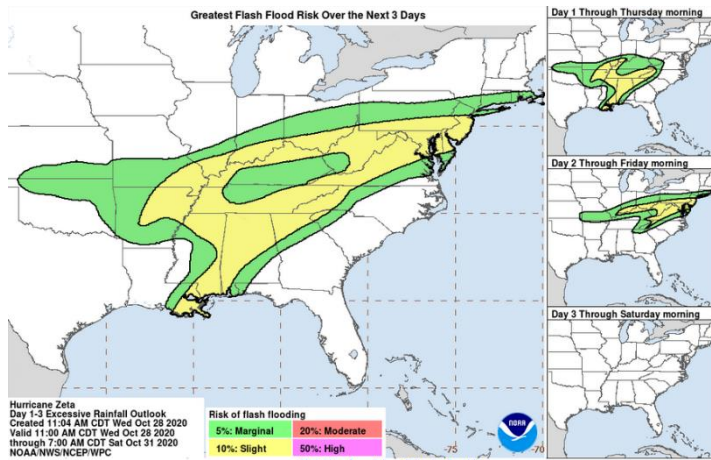 Greatest Flash Flood Risk Over the Next 3 Days
Day 1 Through Thursday morning
Day 2 Through Friday morning
Day 3 Through Saturday morning
Hurricane Zeta
Day 1-3 Excessive Rainfall Outlook
Created 11:04 AM CDT Wed Oct 28 2020
Valid 11:00 AM CDT Wed Oct 28 2020
through 7:00 AM CDT Sat Oct 31 2020
NOAA/NWS/NCEP/WPC
Risk of flash flooding
5%: Marginal 20%: Moderate
10%: Slight 50%: High
NOAA
-75
-70